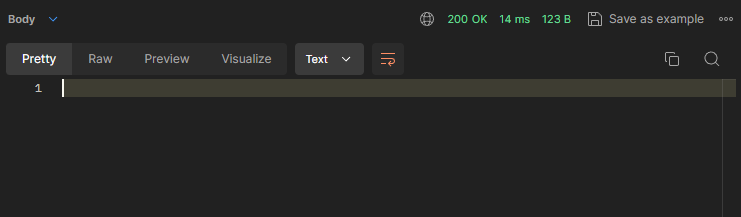 Body 200 OK 14 ms 123 B Save as example
Pretty Raw Preview Visualize Text
1